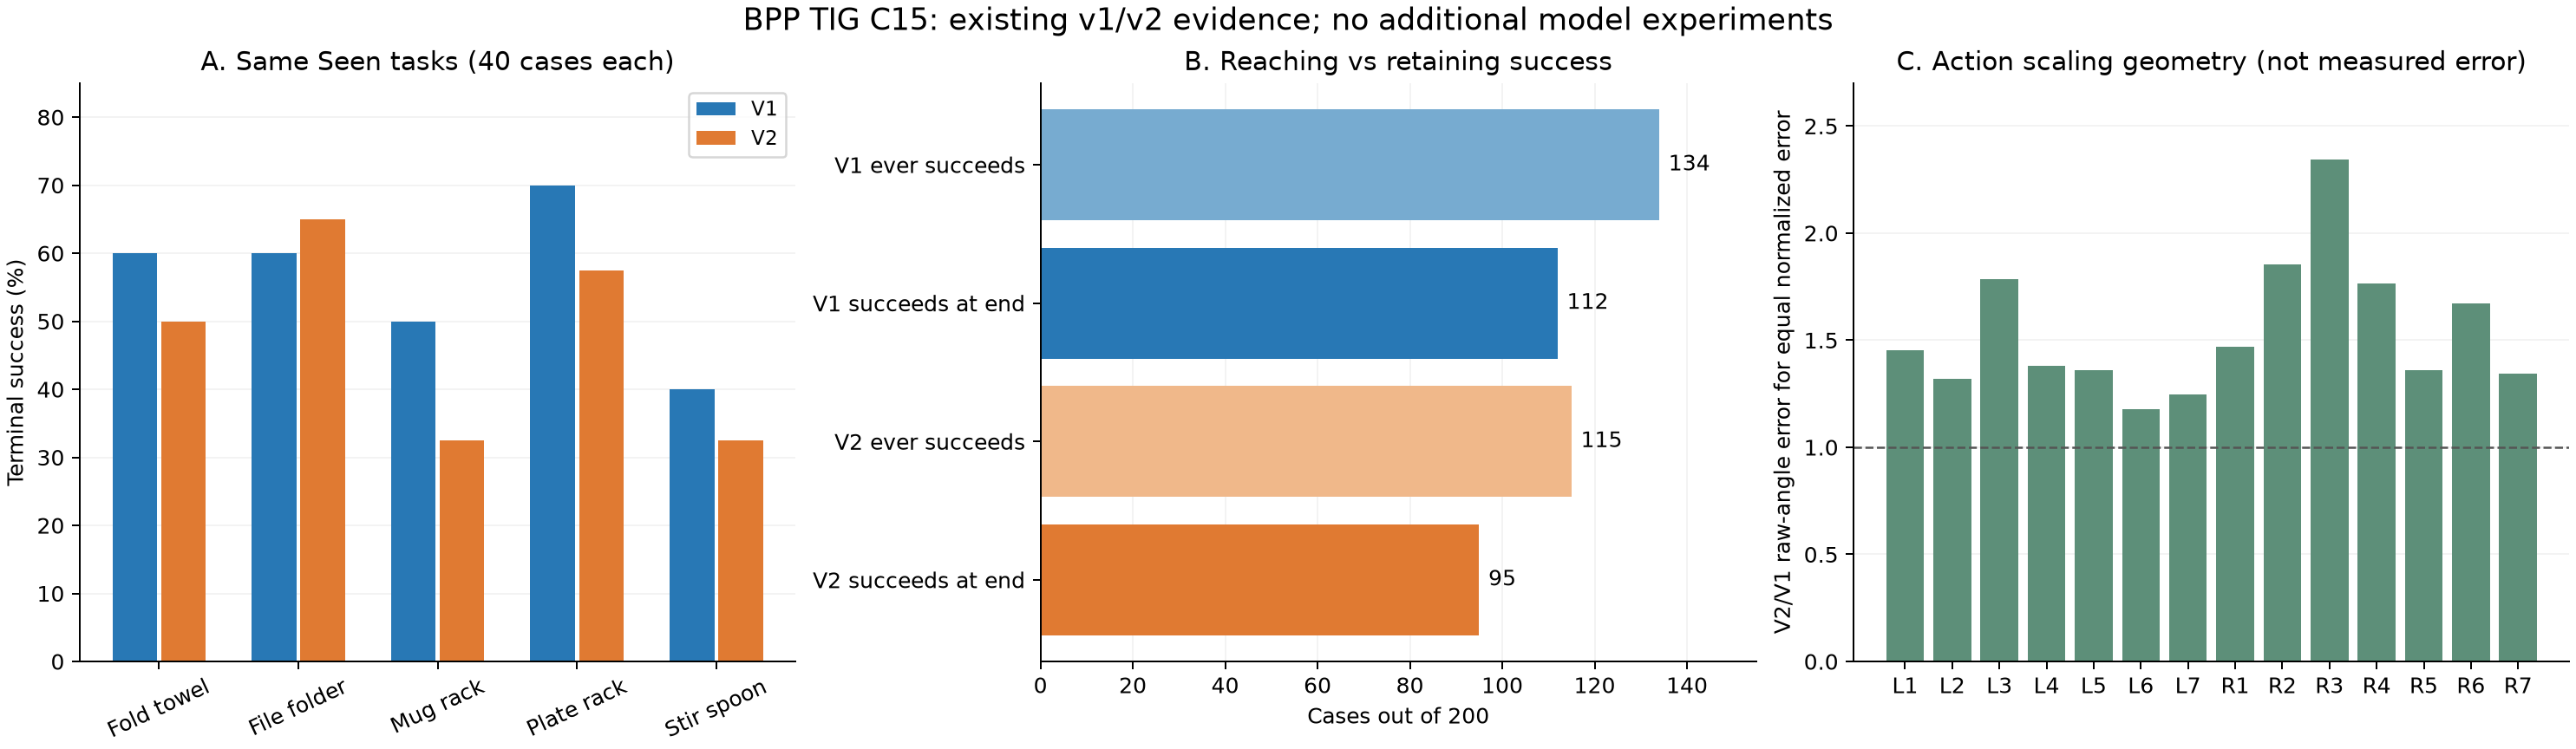 BPP TIG C15: existing v1/v2 evidence; no additional model experiments
A. Same Seen tasks (40 cases each)
Terminal success (%)
80
70
60
50
40
30
20
10
0
V1
V2
Fold towel
File folder
Mug rack
Plate rack
Stir spoon
B. Reaching vs retaining success
V1 ever succeeds
134
V1 succeeds at end
112
V2 ever succeeds
115
V2 succeeds at end
95
0 20 40 60 80 100 120 140
Cases out of 200
C. Action scaling geometry (not measured error)
V2/V1 raw-angle error for equal normalized error
2.5
2.0
1.5
1.0
0.5
0.0
L1 L2 L3 L4 L5 L6 L7 R1 R2 R3 R4 R5 R6 R7